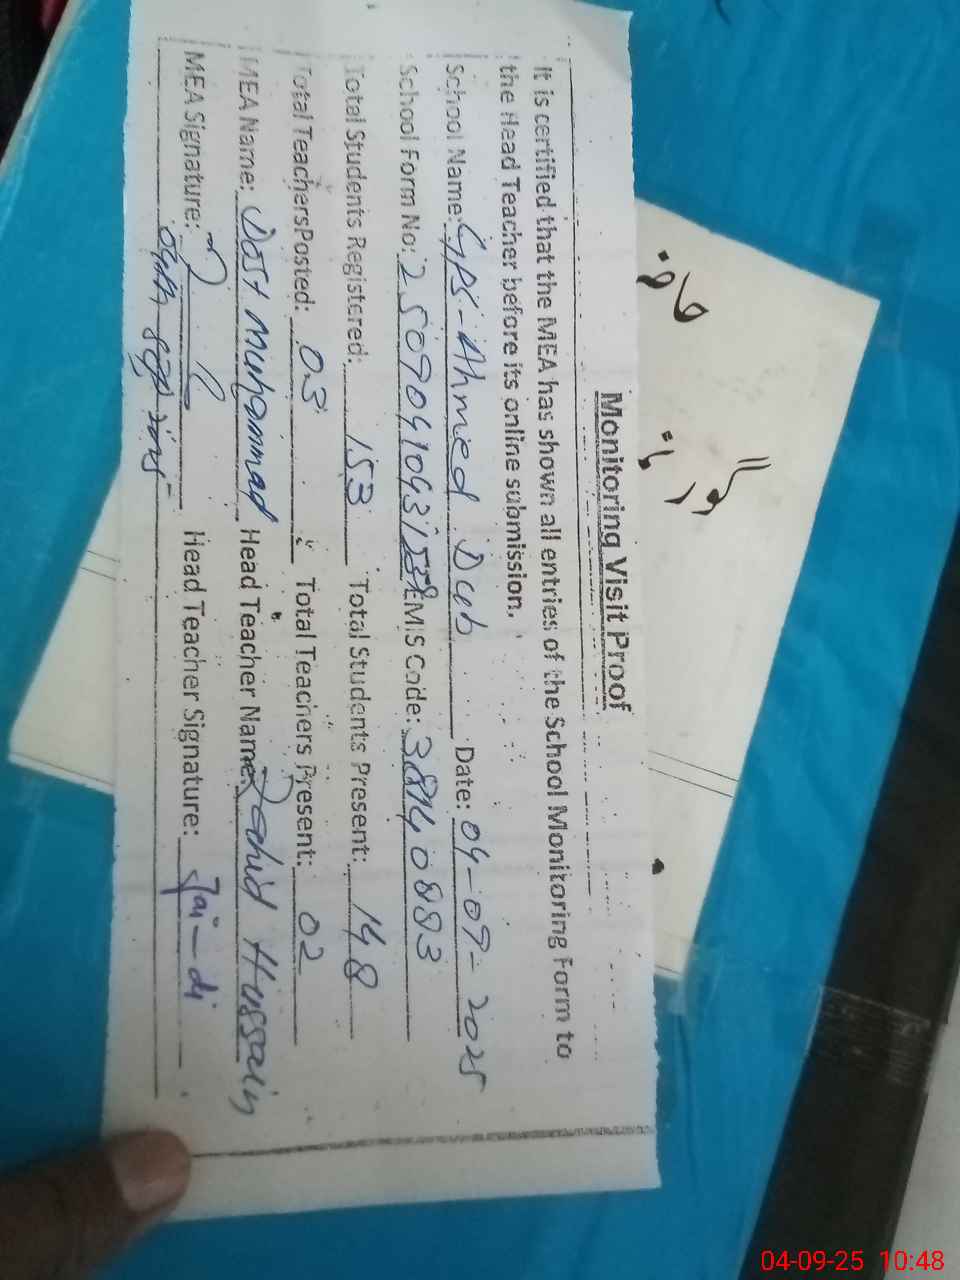 Monitoring Visit Proof
It is certified that the MEA has shown all entries of the School Monitoring Form to
the Head Teacher before its online submission.
School Name: GPS-Ahmed Dub Date: 04-09-2025
School Form No: EMIS Code:
Total Students Registered: 153 Total Students Present: 148
Total Teachers Posted: 03 Total Teachers Present: 02
MEA Name: Dost Muhammad Head Teacher Name: Rashid Hussain
MEA Signature: Head Teacher Signature:
04-09-25 10:48